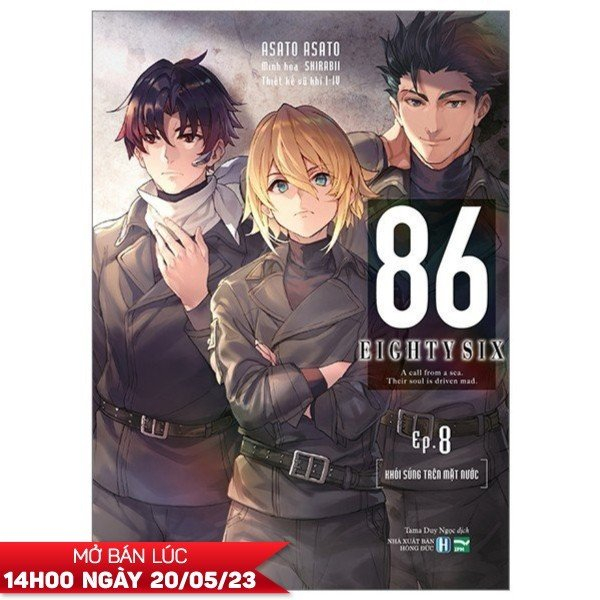 ASATO ASATO
Minh hoạ SHIRABII
Thiết kế vũ khí I-IV
86
EIGHTY SIX
A call from a sea.
Their soul is driven mad.
Ep. 8
KHÓI SÚNG TRÊN MẶT NƯỚC
Tama Duy Ngọc dịch
NHÀ XUẤT BẢN
HỒNG ĐỨC
H
IPM
MỞ BÁN LÚC
14H00 NGÀY 20/05/23